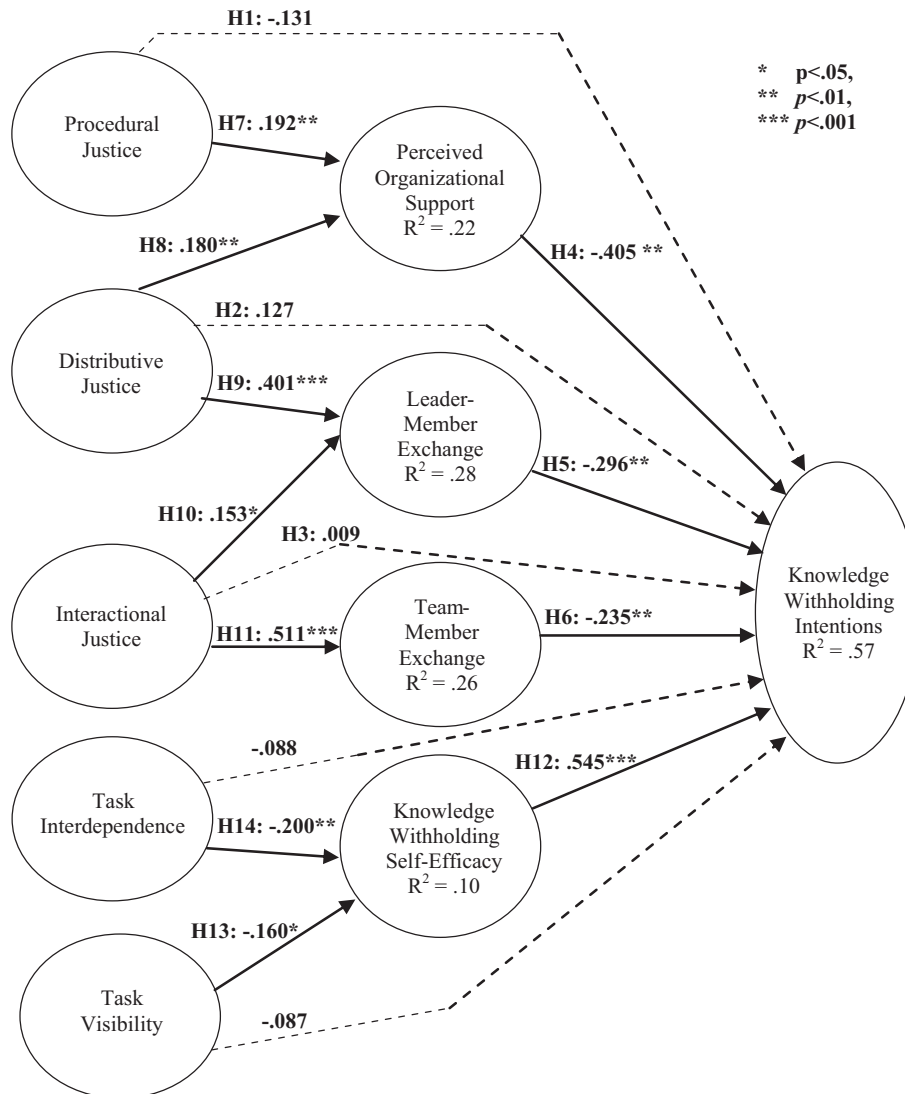 H1: -.131
* p<.05,
** p<.01,
*** p<.001
Procedural
Justice
H7: .192**
Perceived
Organizational
Support
R² = .22
H8: .180**
H4: -.405 **
H2: .127
Distributive
Justice
H9: .401***
Leader-
Member
Exchange
R² = .28
H5: -.296**
H10: .153*
H3: .009
Interactional
Justice
H11: .511***
Team-
Member
Exchange
R² = .26
H6: -.235**
Knowledge
Withholding
Intentions
R² = .57
-.088
H12: .545***
Task
Interdependence
H14: -.200**
Knowledge
Withholding
Self-Efficacy
R² = .10
H13: -.160*
Task
Visibility
-.087